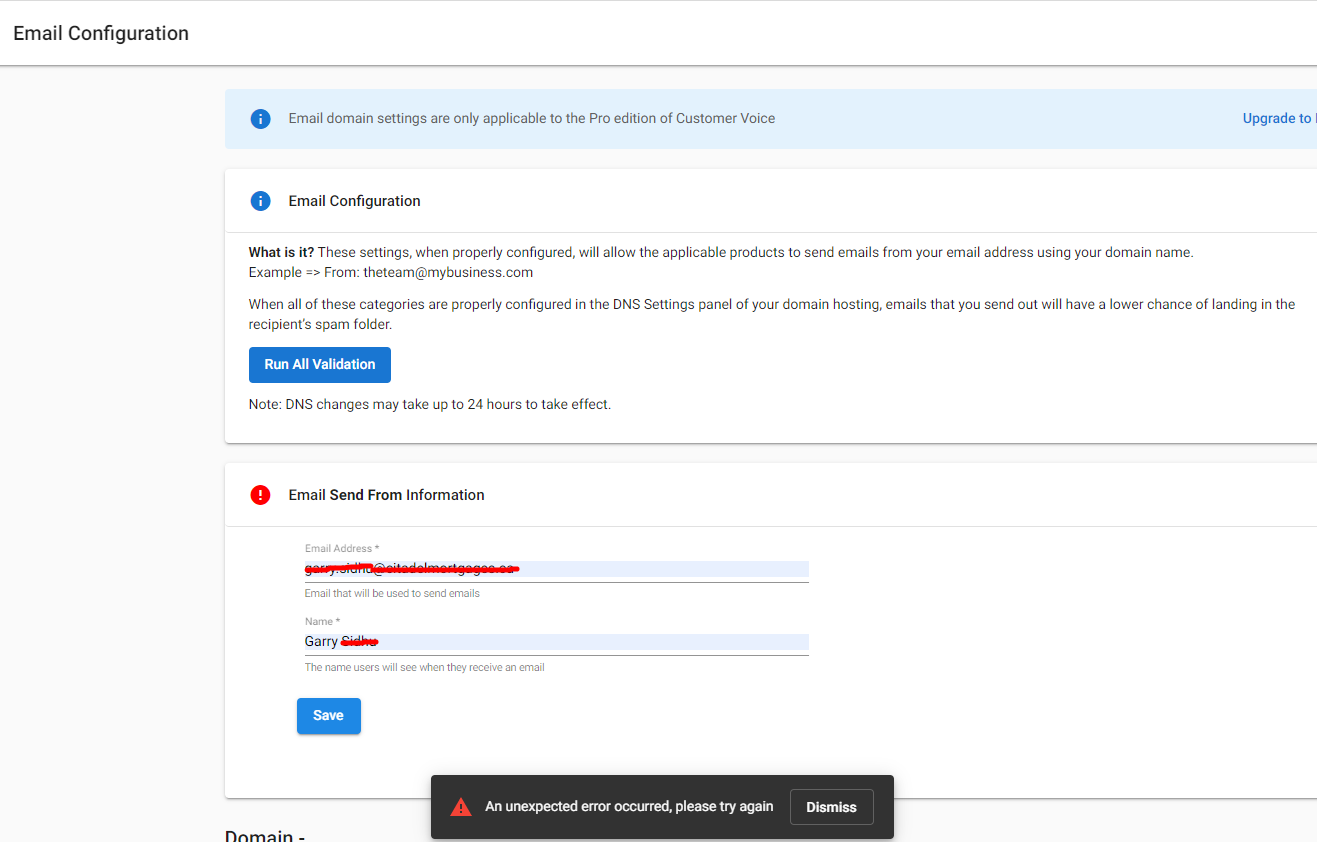 Email Configuration
Email domain settings are only applicable to the Pro edition of Customer Voice
Upgrade to
Email Configuration
What is it? These settings, when properly configured, will allow the applicable products to send emails from your email address using your domain name.
Example => From: theteam@mybusiness.com
When all of these categories are properly configured in the DNS Settings panel of your domain hosting, emails that you send out will have a lower chance of landing in the
recipient's spam folder.
Run All Validation
Note: DNS changes may take up to 24 hours to take effect.
Email Send From Information
Email Address *
Email that will be used to send emails
Name *
Garry
The name users will see when they receive an email
Save
An unexpected error occurred, please try again
Dismiss
Domain -